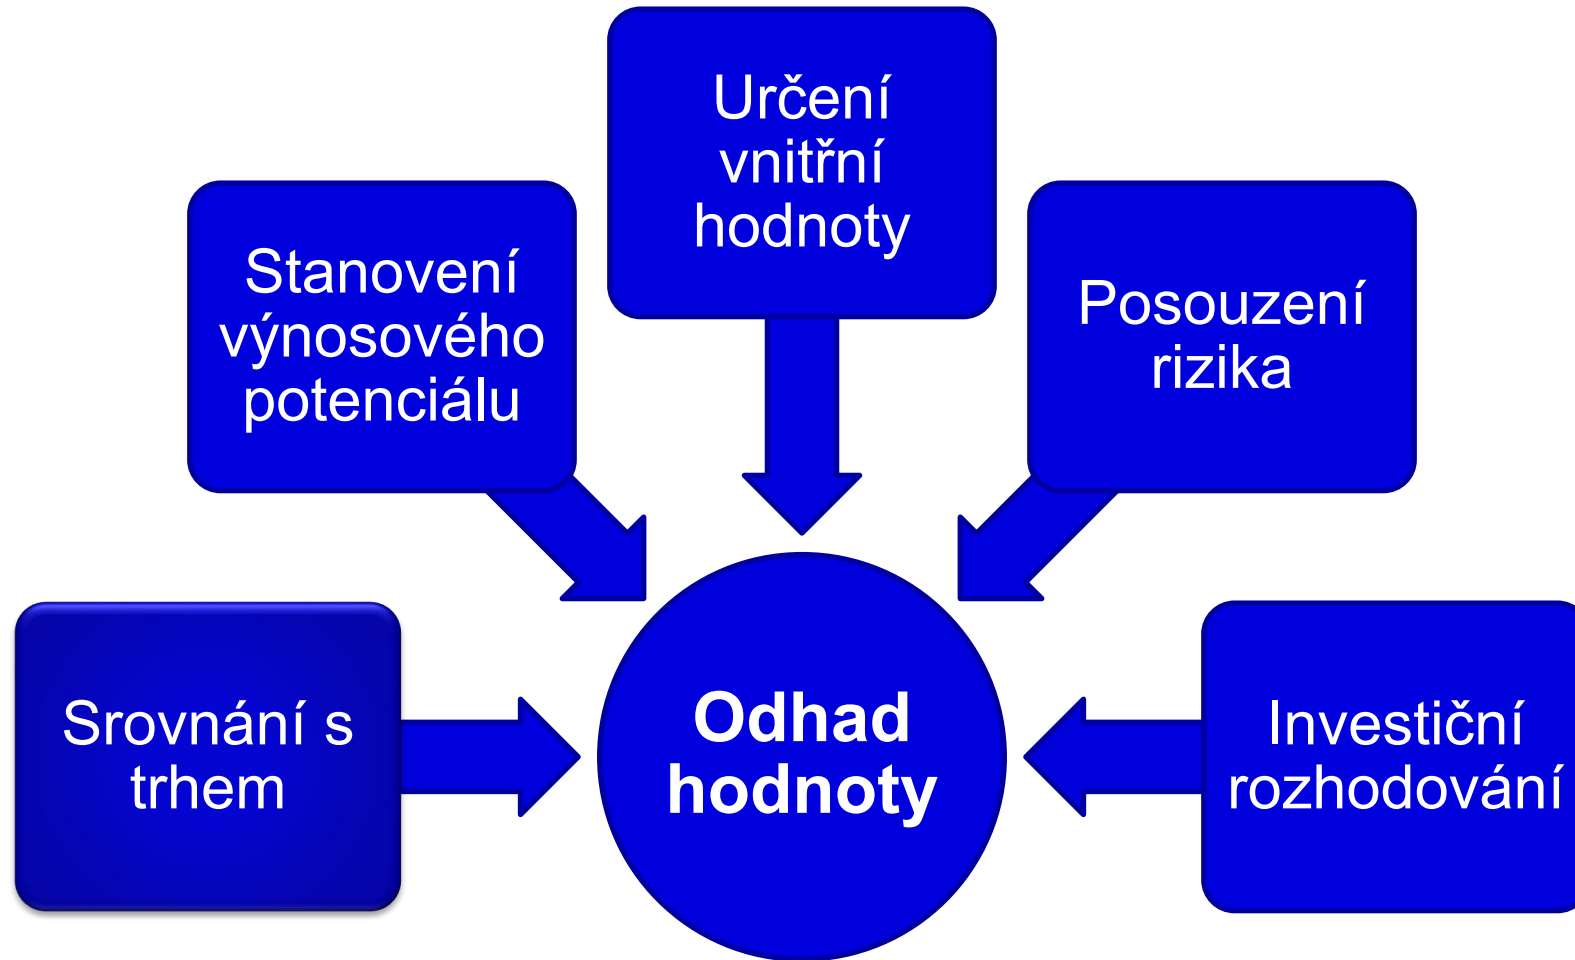 Určení
vnitřní
hodnoty
Stanovení
výnosového
potenciálu
Posouzení
rizika
Srovnání s
trhem
Odhad
hodnoty
Investiční
rozhodování